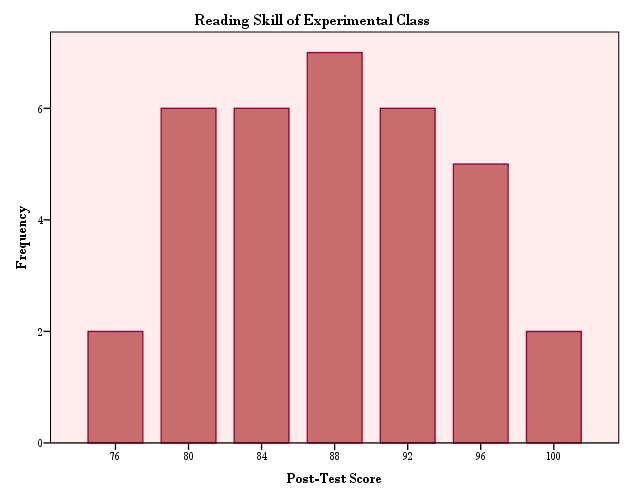 Reading Skill of Experimental Class
Frequency
6
4
2
0
76 80 84 88 92 96 100
Post-Test Score